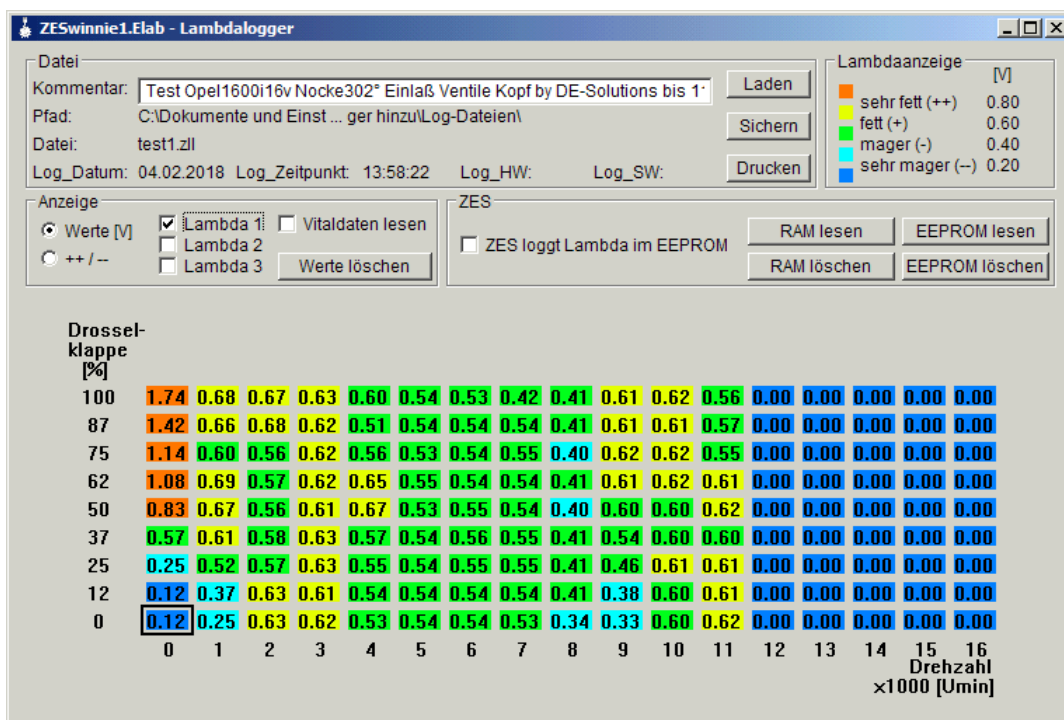 ZESwinnie1.Elab - Lambdalogger
Datei
Kommentar: Test Opel1600i16v Nocke302° Einlaß Ventile Kopf by DE-Solutions bis 1
Laden
Pfad: C:\Dokumente und Einst ... ger hinzu\Log-Dateien\
Datei: test1.zll
Sichern
Log_Datum: 04.02.2018 Log_Zeitpunkt: 13:58:22 Log_HW: Log_SW:
Drucken
Lambdaanzeige
[V]
sehr fett (++) 0.80
fett (+) 0.60
mager (-) 0.40
sehr mager (--) 0.20
Anzeige
Werte [V]
++ / --
Lambda 1
Lambda 2
Lambda 3
Vitaldaten lesen
Werte löschen
ZES
ZES loggt Lambda im EEPROM
RAM lesen
EEPROM lesen
RAM löschen
EEPROM löschen
Drossel-
klappe
[%]
100 1.74 0.68 0.67 0.63 0.60 0.54 0.53 0.42 0.41 0.61 0.62 0.56 0.00 0.00 0.00 0.00 0.00
87 1.42 0.66 0.68 0.62 0.51 0.54 0.54 0.54 0.41 0.61 0.61 0.57 0.00 0.00 0.00 0.00 0.00
75 1.14 0.60 0.56 0.62 0.56 0.53 0.54 0.55 0.40 0.62 0.62 0.55 0.00 0.00 0.00 0.00 0.00
62 1.08 0.69 0.57 0.62 0.65 0.55 0.54 0.54 0.41 0.61 0.62 0.61 0.00 0.00 0.00 0.00 0.00
50 0.83 0.67 0.56 0.61 0.67 0.53 0.55 0.54 0.40 0.60 0.60 0.62 0.00 0.00 0.00 0.00 0.00
37 0.57 0.61 0.58 0.63 0.57 0.54 0.56 0.55 0.41 0.54 0.60 0.60 0.00 0.00 0.00 0.00 0.00
25 0.25 0.52 0.57 0.63 0.55 0.54 0.55 0.55 0.41 0.46 0.61 0.61 0.00 0.00 0.00 0.00 0.00
12 0.12 0.37 0.63 0.61 0.54 0.54 0.54 0.54 0.41 0.38 0.60 0.61 0.00 0.00 0.00 0.00 0.00
0 0.12 0.25 0.63 0.62 0.53 0.54 0.54 0.53 0.34 0.33 0.60 0.62 0.00 0.00 0.00 0.00 0.00
0 1 2 3 4 5 6 7 8 9 10 11 12 13 14 15 16
Drehzahl
x1000 [Umin]